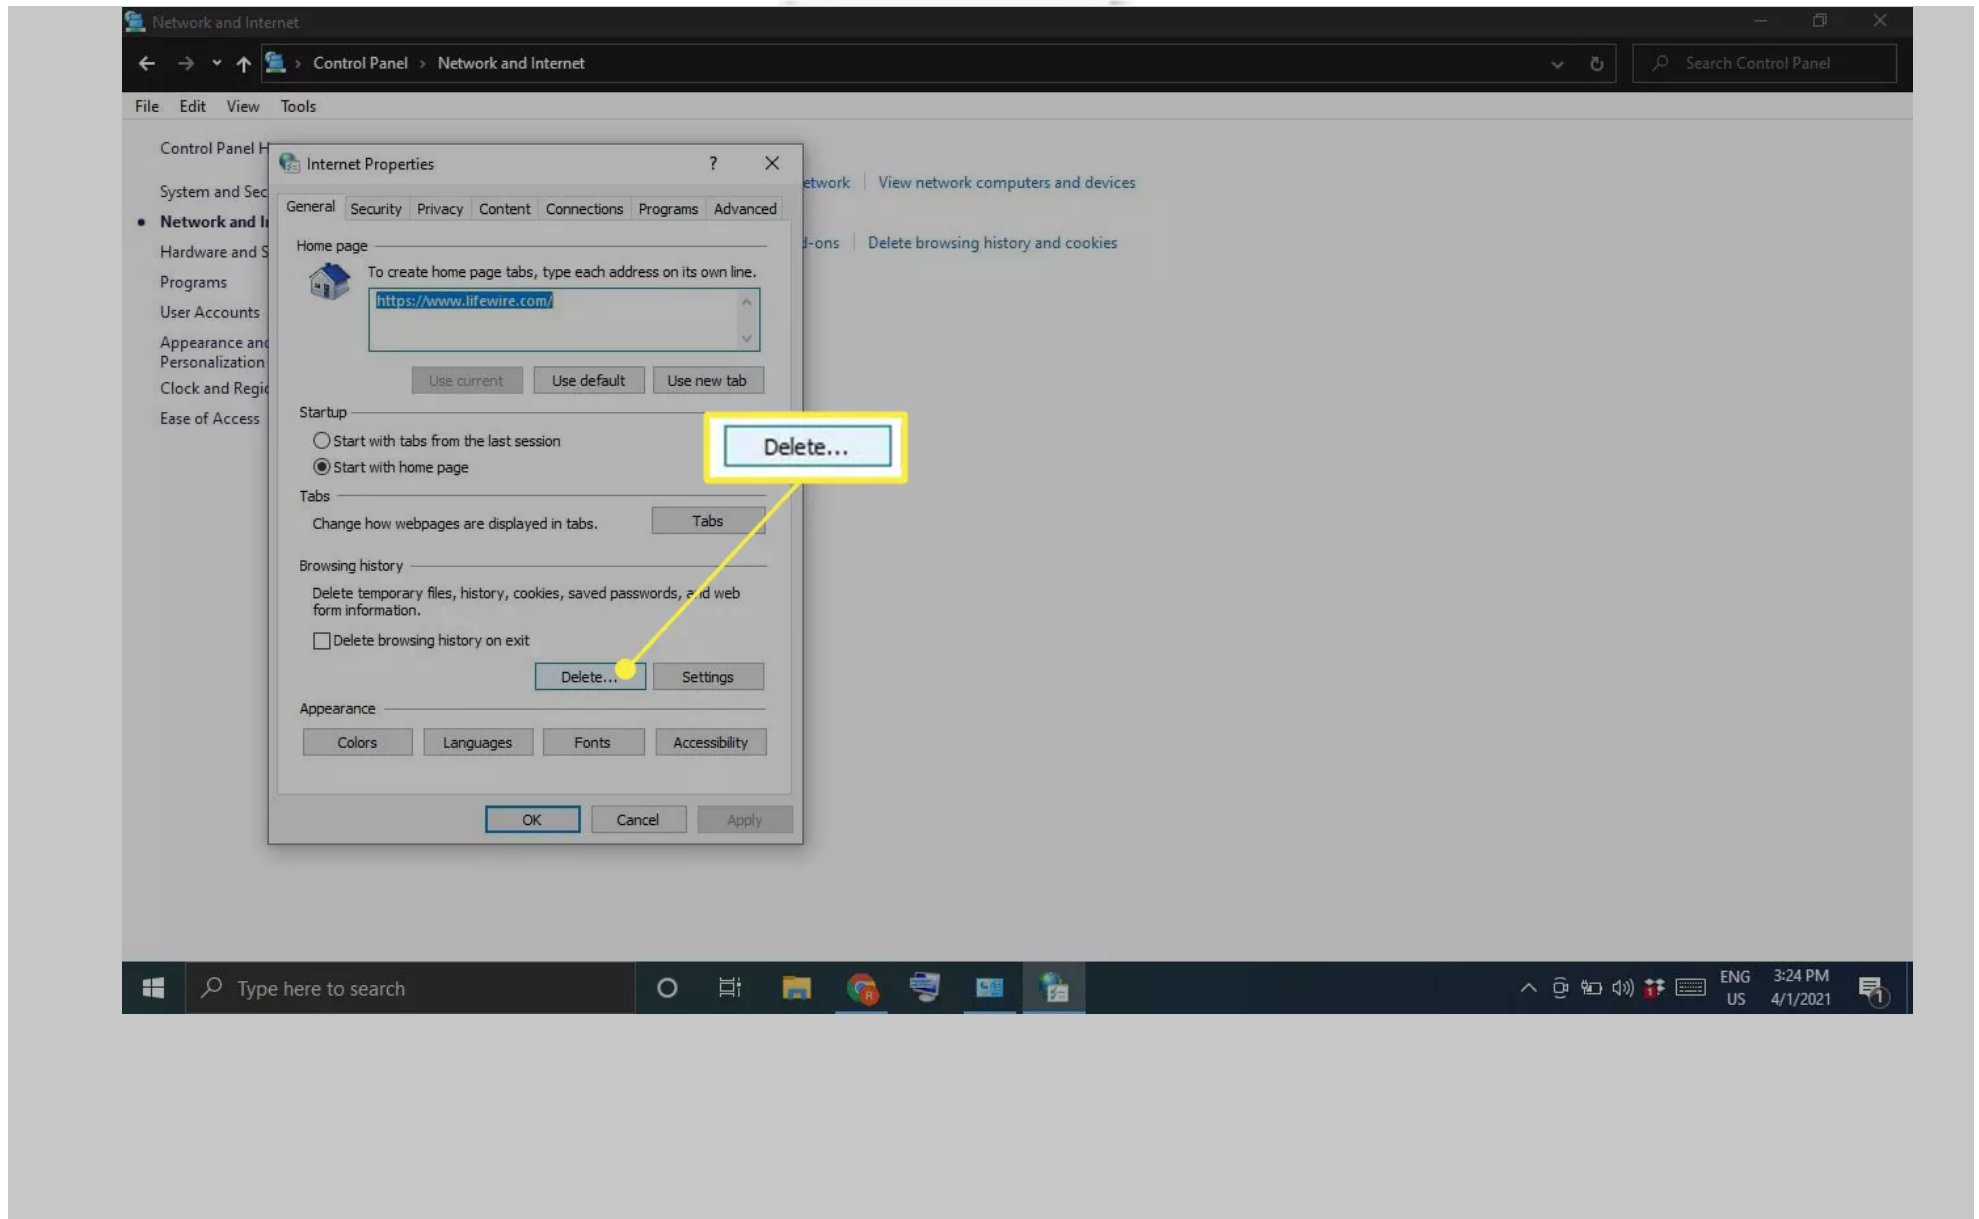 Network and Internet
Control Panel > Network and Internet
Search Control Panel
File Edit View Tools
Control Panel H
System and Sec
Network and I
Hardware and S
Programs
User Accounts
Appearance and
Personalization
Clock and Regio
Ease of Access
etwork | View network computers and devices
d-ons | Delete browsing history and cookies
Internet Properties ? X
General Security Privacy Content Connections Programs Advanced
Home page
To create home page tabs, type each address on its own line.
https://www.lifewire.com/
Use current Use default Use new tab
Startup
Start with tabs from the last session
Start with home page
Delete...
Tabs
Change how webpages are displayed in tabs. Tabs
Browsing history
Delete temporary files, history, cookies, saved passwords, and web
form information.
Delete browsing history on exit
Delete... Settings
Appearance
Colors Languages Fonts Accessibility
OK Cancel Apply
Type here to search
ENG 3:24 PM
US 4/1/2021
1